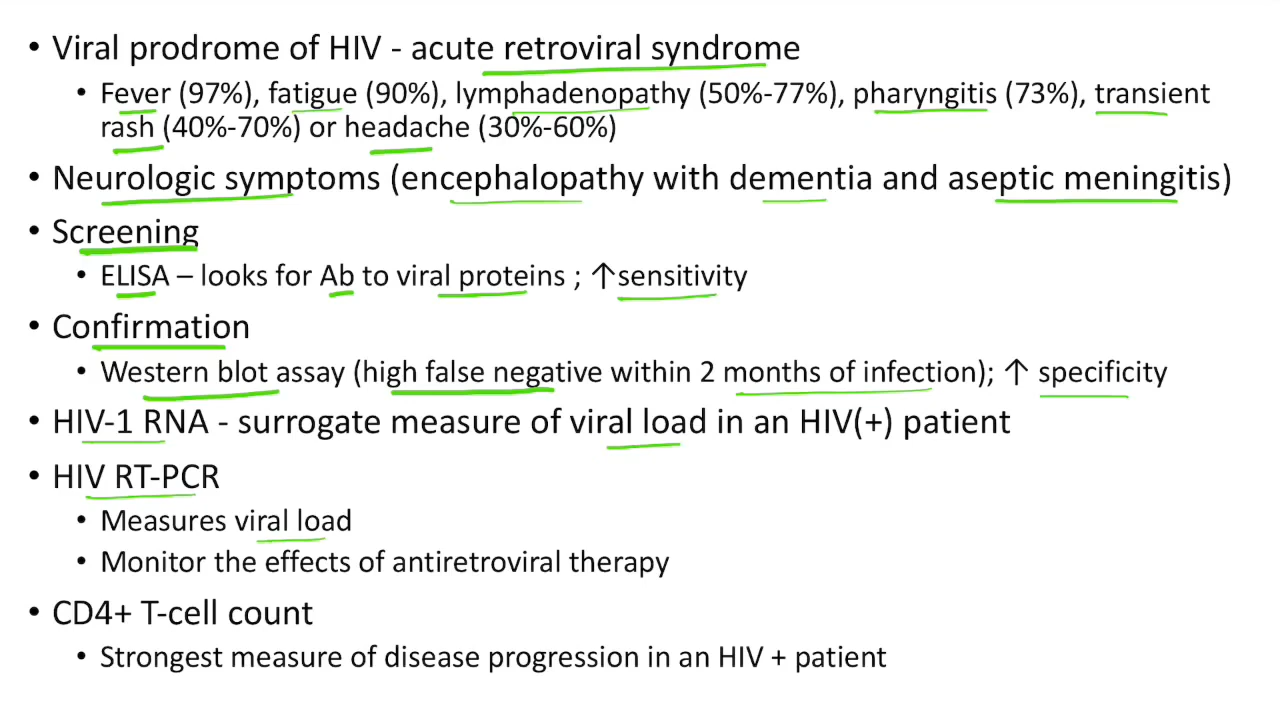 • Viral prodrome of HIV - acute retroviral syndrome
• Fever (97%), fatigue (90%), lymphadenopathy (50%-77%), pharyngitis (73%), transient
rash (40%-70%) or headache (30%-60%)
• Neurologic symptoms (encephalopathy with dementia and aseptic meningitis)
• Screening
• ELISA – looks for Ab to viral proteins ; ↑sensitivity
• Confirmation
• Western blot assay (high false negative within 2 months of infection); ↑ specificity
• HIV-1 RNA - surrogate measure of viral load in an HIV(+) patient
• HIV RT-PCR
• Measures viral load
• Monitor the effects of antiretroviral therapy
• CD4+ T-cell count
• Strongest measure of disease progression in an HIV + patient